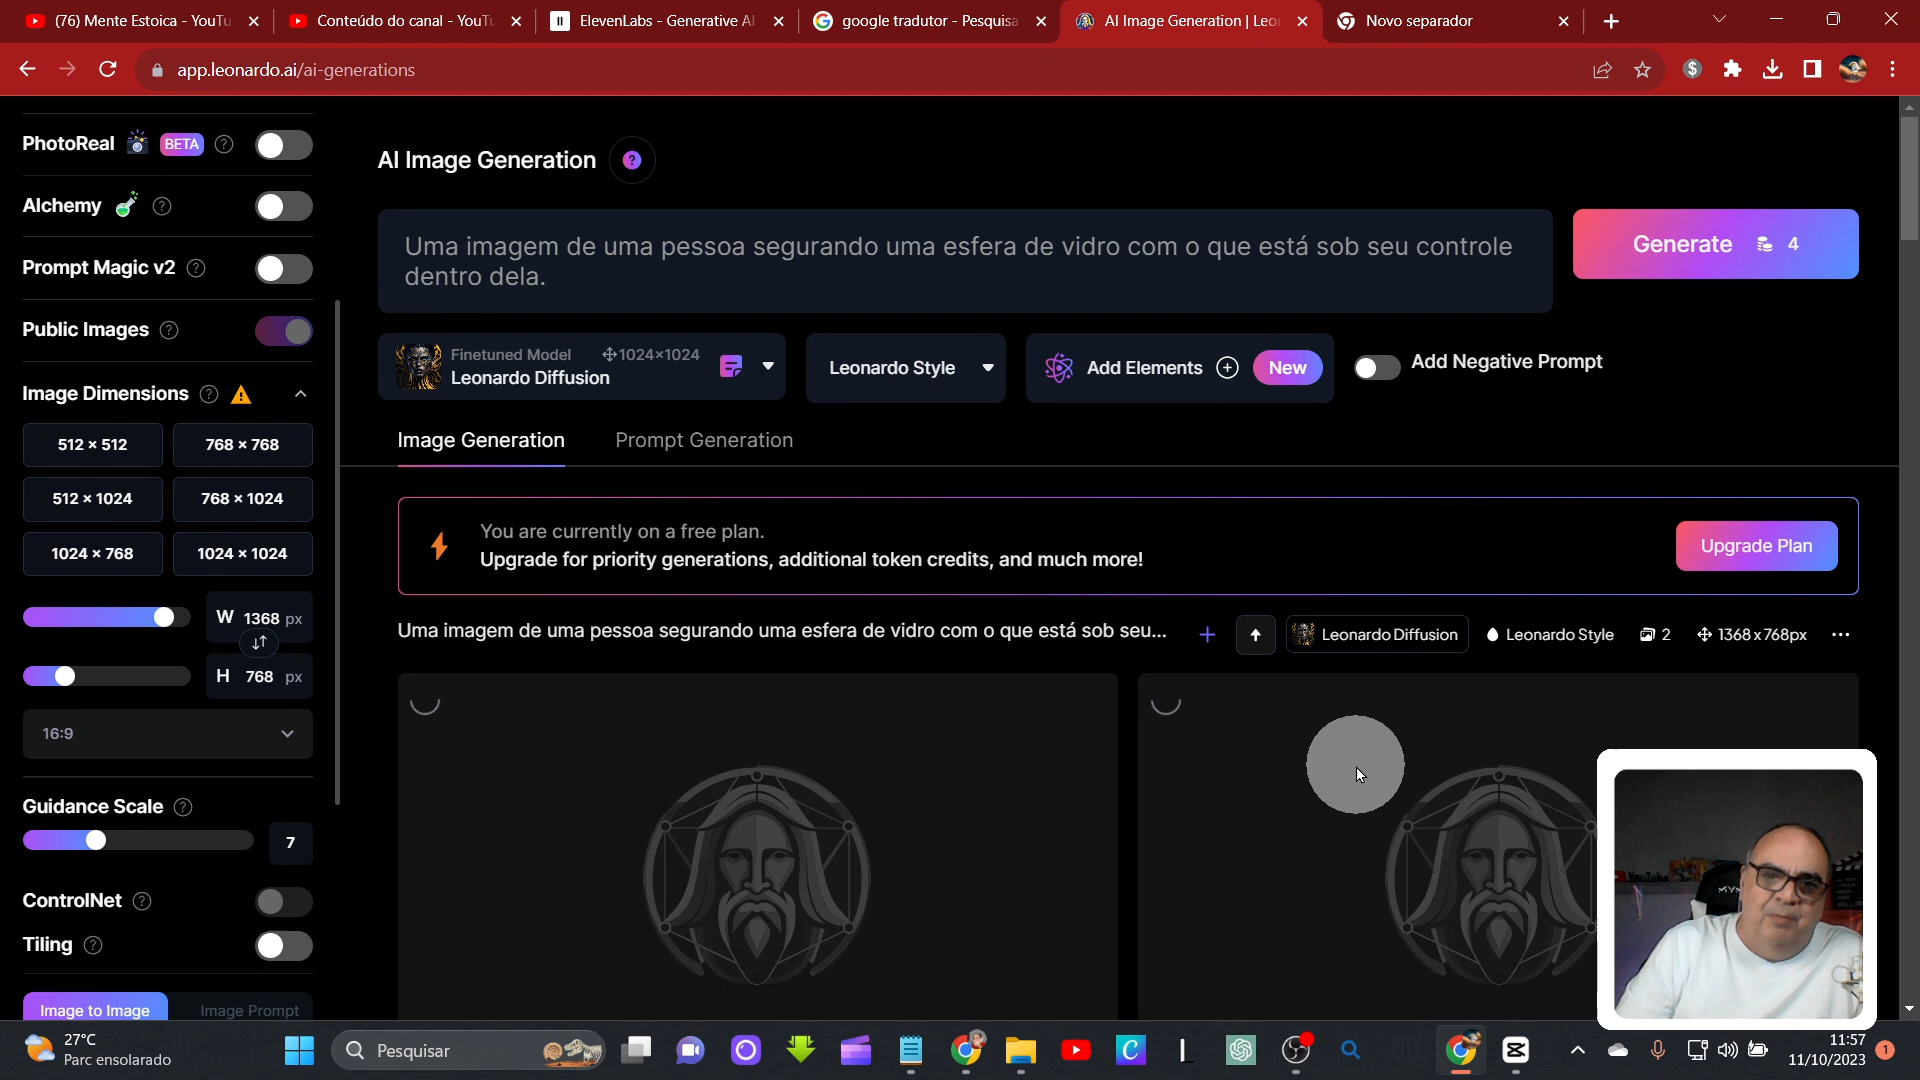 (76) Mente Estoica - YouTu
Conteúdo do canal - YouTu
ElevenLabs - Generative AI
google tradutor - Pesquisa
AI Image Generation | Leon
Novo separador
app.leonardo.ai/ai-generations
PhotoReal BETA
Alchemy
Prompt Magic v2
Public Images
Image Dimensions
512 × 512
768 × 768
512 × 1024
768 × 1024
1024 × 768
1024 × 1024
W 1368 px
H 768 px
16:9
Guidance Scale
7
ControlNet
Tiling
Image to Image
Image Prompt
AI Image Generation
Uma imagem de uma pessoa segurando uma esfera de vidro com o que está sob seu controle
dentro dela.
Generate 4
Finetuned Model 1024×1024
Leonardo Diffusion
Leonardo Style
Add Elements
New
Add Negative Prompt
Image Generation
Prompt Generation
You are currently on a free plan.
Upgrade for priority generations, additional token credits, and much more!
Upgrade Plan
Uma imagem de uma pessoa segurando uma esfera de vidro com o que está sob seu...
Leonardo Diffusion
Leonardo Style
2
1368 x 768px
27°C
Parc ensolarado
Pesquisar
11:57
11/10/2023
1